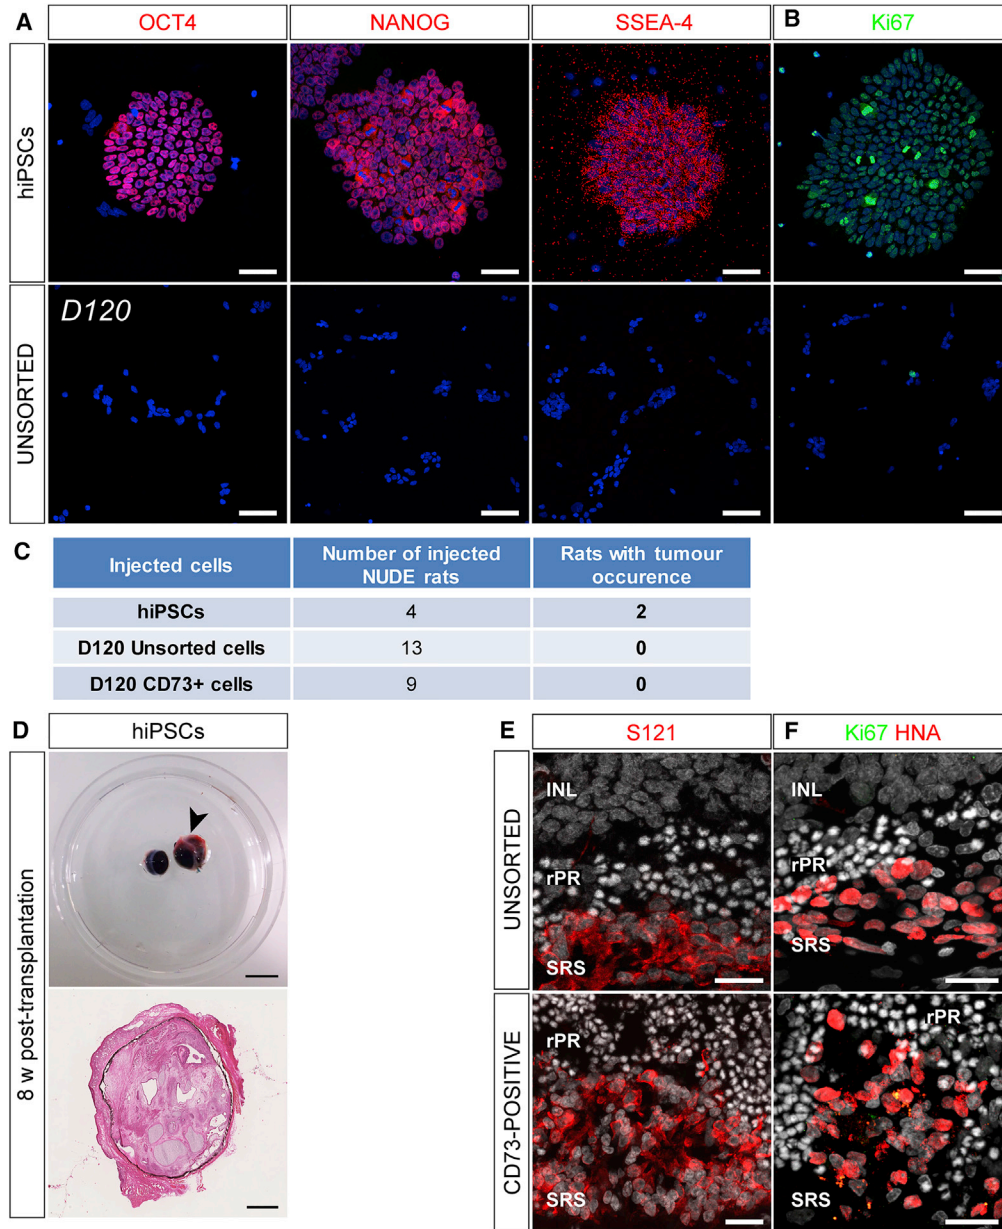 A
OCT4
NANOG
SSEA-4
B
Ki67
hiPSCs
UNSORTED
D120
C
Injected cells
Number of injected NUDE rats
Rats with tumour occurence
hiPSCs
4
2
D120 Unsorted cells
13
0
D120 CD73+ cells
9
0
D
hiPSCs
8 w post-transplantation
E
S121
F
Ki67 HNA
UNSORTED
INL
rPR
SRS
INL
rPR
SRS
CD73-POSITIVE
rPR
SRS
rPR
SRS